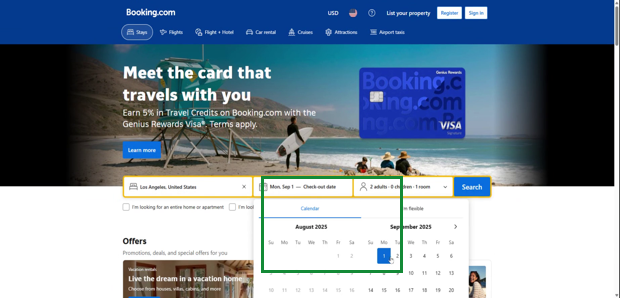 Booking.com
USD
List your property
Register
Sign in
Stays
Flights
Flight + Hotel
Car rental
Cruises
Attractions
Airport taxis
Meet the card that
travels with you
Earn 5% in Travel Credits on Booking.com with the
Genius Rewards Visa®. Terms apply.
Learn more
Genius Rewards
Booking.c
VISA
Los Angeles, United States
Mon, Sep 1 — Check-out date
2 adults · 0 children · 1 room
Search
I'm looking for an entire home or apartment
I'm loo
Calendar
m flexible
August 2025
September 2025
Su Mo Tu We Th Fr Sa
Su Mo Tu We Th Fr Sa
1 2
1 2 3 4 5 6
10 11 12 13
10 11 12 13 14 15 16
14 15 16 17 18 19 20
Offers
Promotions, deals, and special offers for you
Vacation rentals
Live the dream in a vacation home
Choose from houses, villas, cabins, and more